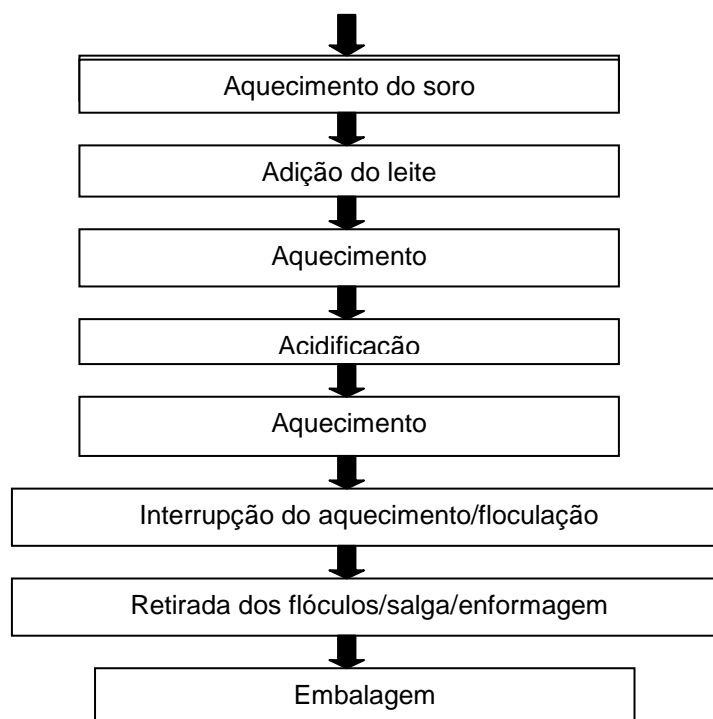 Aquecimento do soro
Adição do leite
Aquecimento
Acidificação
Aquecimento
Interrupção do aquecimento/floculação
Retirada dos flóculos/salga/enformagem
Embalagem